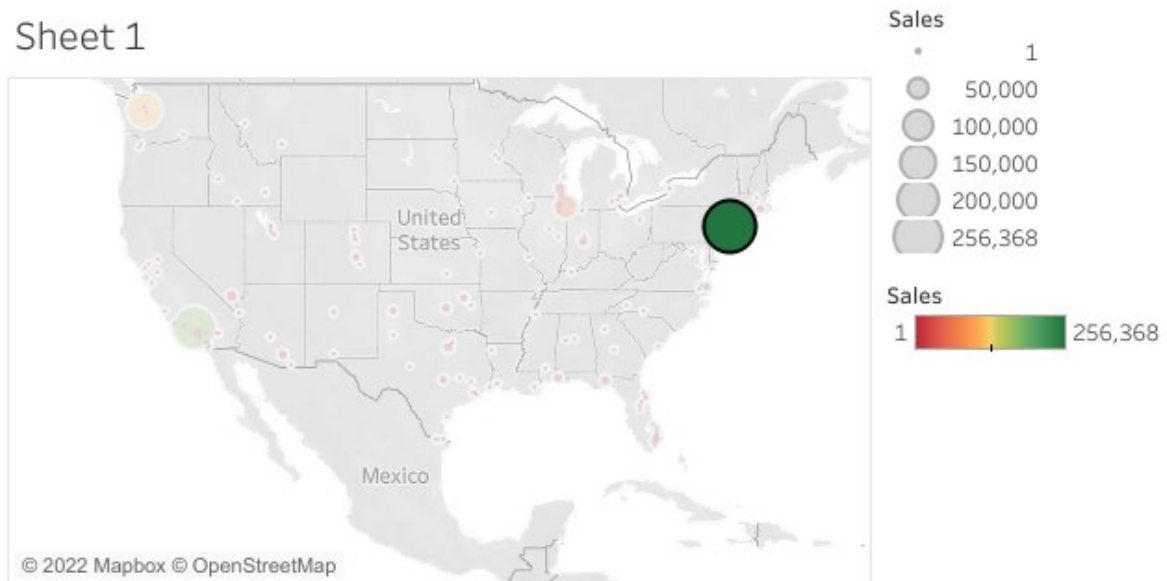 Sheet 1
United
States
Mexico
© 2022 Mapbox © OpenStreetMap
Sales
1
50,000
100,000
150,000
200,000
256,368
Sales
1 256,368